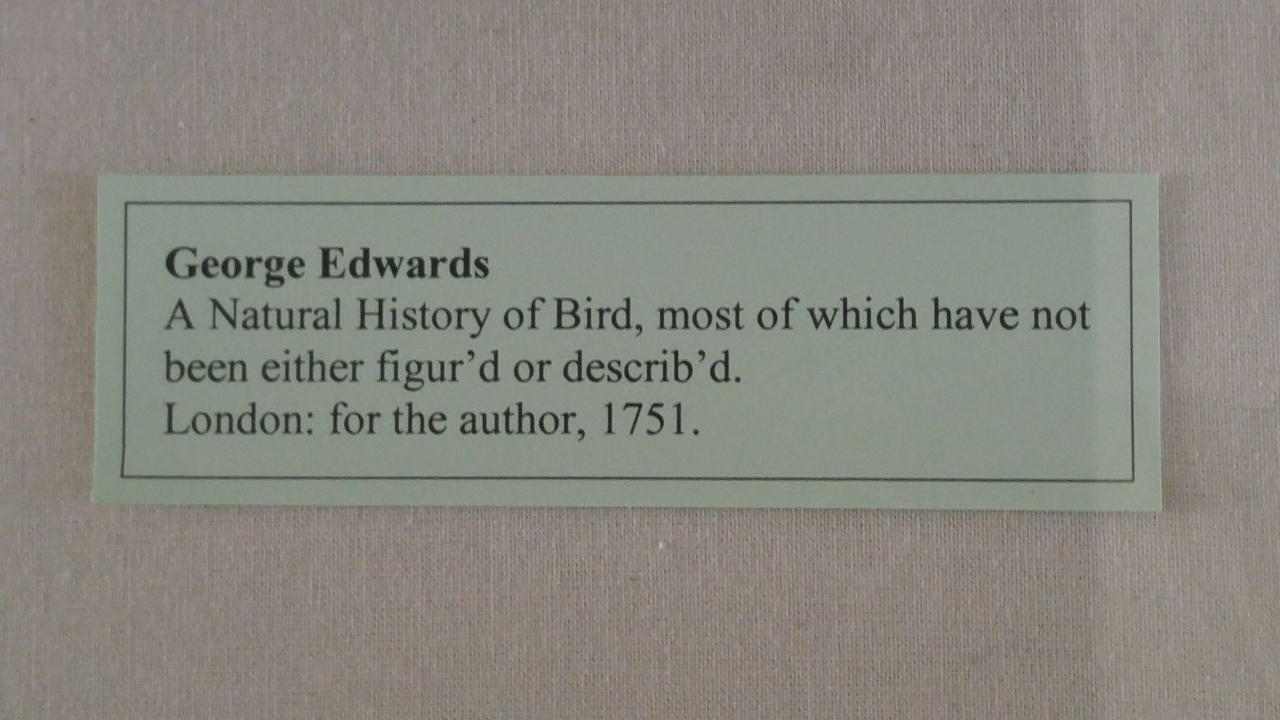 George Edwards
A Natural History of Bird, most of which have not
been either figur’d or describ’d.
London: for the author, 1751.